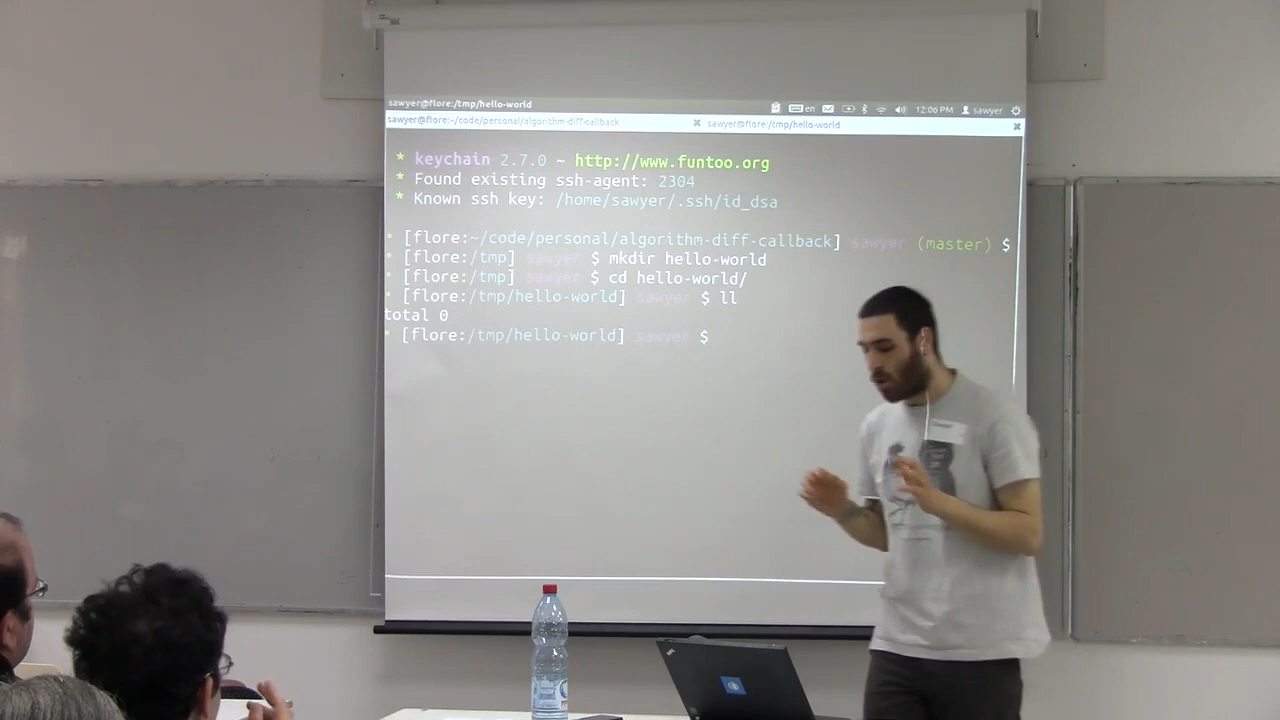 sawyer@flore:/tmp/hello-world
en 12:06 PM sawyer
sawyer@flore:~/code/personal/algorithm-diff-callback
sawyer@flore:/tmp/hello-world
* keychain 2.7.0 ~ http://www.funtoo.org
* Found existing ssh-agent: 2304
* Known ssh key: /home/sawyer/.ssh/id_dsa
* [flore:~/code/personal/algorithm-diff-callback] sawyer (master) $
* [flore:/tmp] sawyer $ mkdir hello-world
* [flore:/tmp] sawyer $ cd hello-world/
* [flore:/tmp/hello-world] sawyer $ ll
total 0
* [flore:/tmp/hello-world] sawyer $